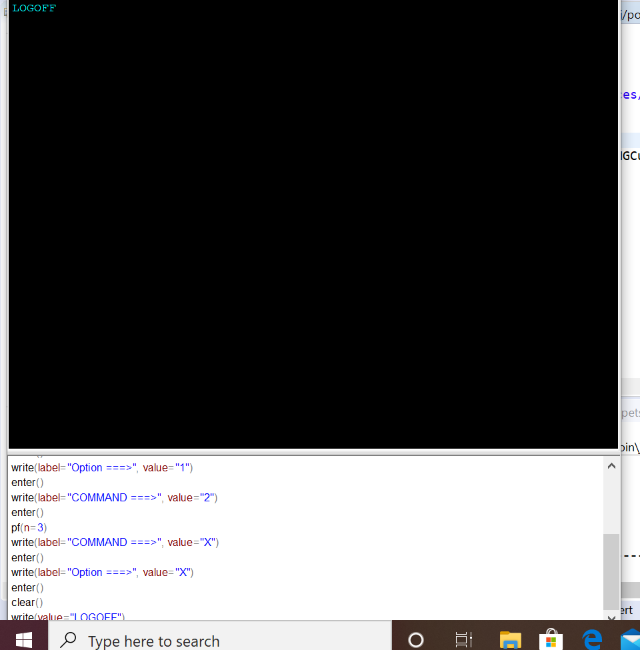 LOGOFF
write(label="Option ===>", value="1")
enter()
write(label="COMMAND ===>", value="2")
enter()
pf(n=3)
write(label="COMMAND ===>", value="X")
enter()
write(label="Option ===>", value="X")
enter()
clear()
write(value="LOGOFF")
Type here to search
j/po
es/
GCu
pets
oin\
---
ert